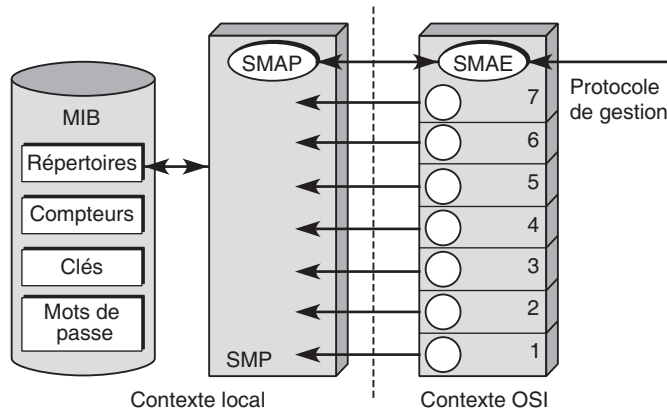 MIB
Répertoires
Compteurs
Clés
Mots de
passe
SMAP
SMP
Contexte local
SMAE
7
6
5
4
3
2
1
Contexte OSI
Protocole
de gestion